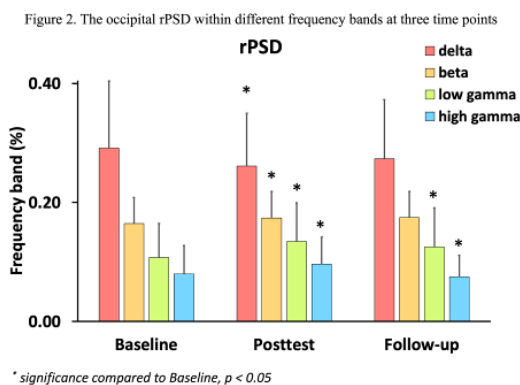 Figure 2. The occipital rPSD within different frequency bands at three time points
rPSD
delta
beta
low gamma
high gamma
Frequency band (%)
0.40
0.20
0.00
*
*
*
*
*
*
Baseline
Posttest
Follow-up
* significance compared to Baseline, p < 0.05